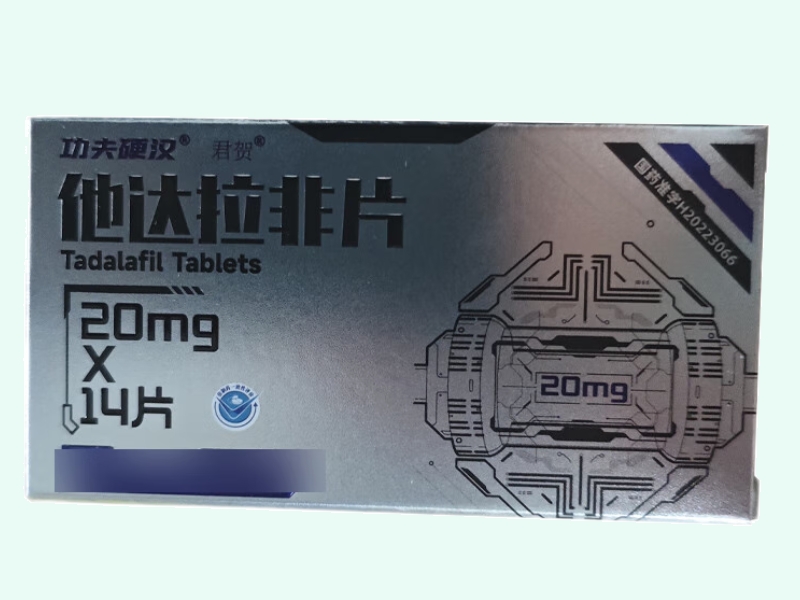 功夫硬汉® 君贺®
他达拉非片
Tadalafil Tablets
国药准字H20223066
20mg
X
14片
20mg